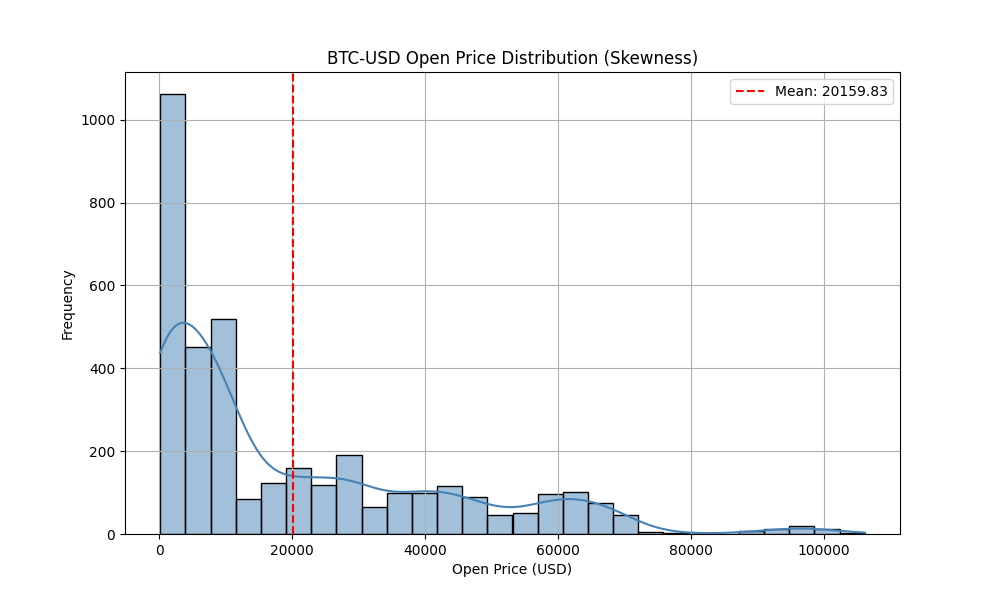 BTC-USD Open Price Distribution (Skewness)
Mean: 20159.83
Frequency
1000
800
600
400
200
0
0 20000 40000 60000 80000 100000
Open Price (USD)